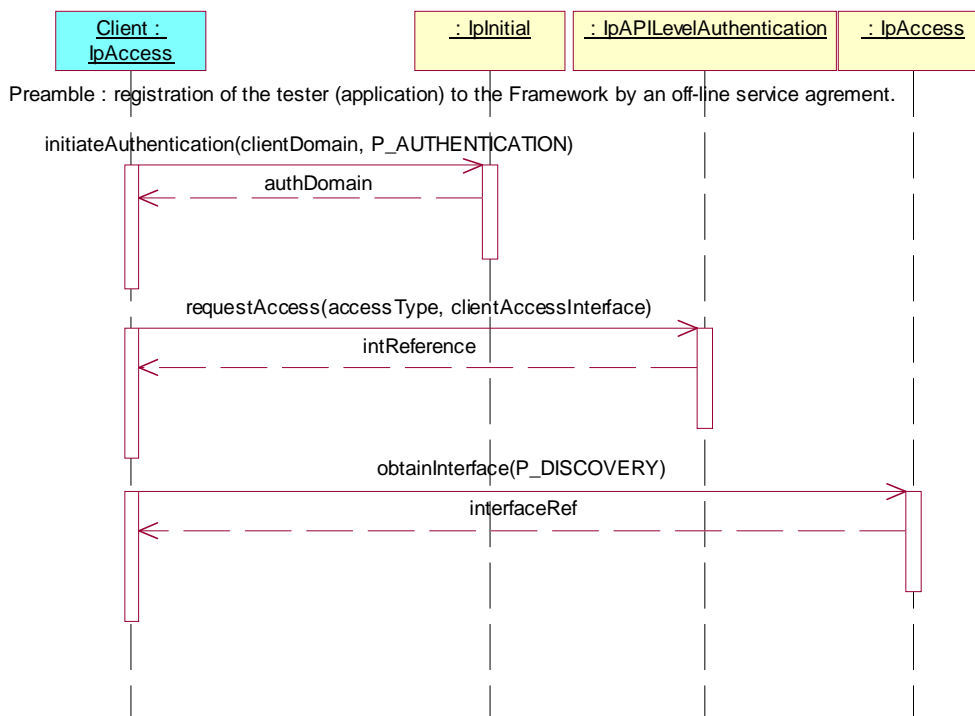 Client :
IpAccess
: IpInitial
: IpAPILevelAuthentication
: IpAccess
Preamble : registration of the tester (application) to the Framework by an off-line service agrement.
initiateAuthentication(clientDomain, P_AUTHENTICATION)
authDomain
requestAccess(accessType, clientAccessInterface)
intReference
obtainInterface(P_DISCOVERY)
interfaceRef